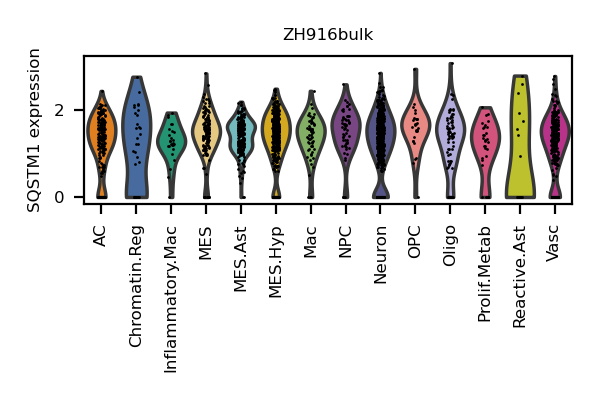 ZH916bulk
SQSTM1 expression
2
0
AC
Chromatin.Reg
Inflammatory.Mac
MES
MES.Ast
MES.Hyp
Mac
NPC
Neuron
OPC
Oligo
Prolif.Metab
Reactive.Ast
Vasc